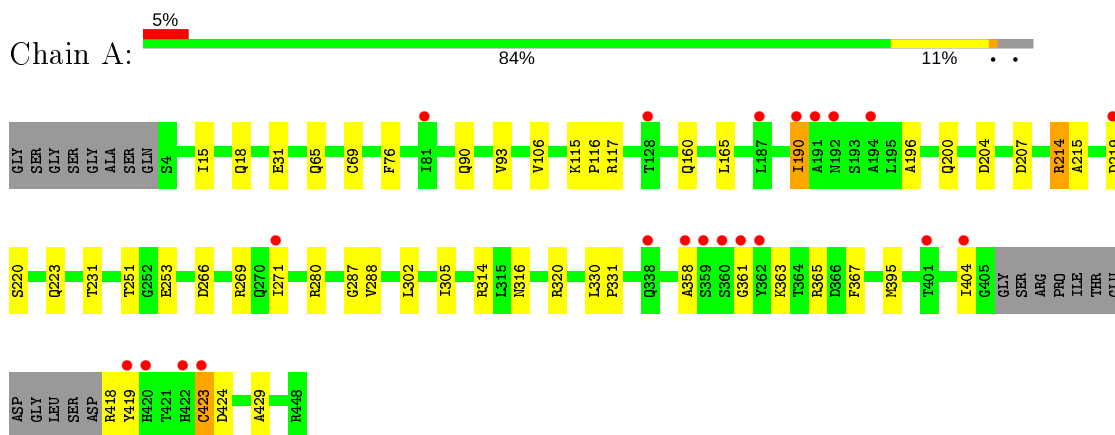 5%
Chain A:
84% 11% . .
GLY SER GLY SER GLY ALA SER GLN S4 I15 Q18 E31 Q65 C69 F76 I81 Q90 V93 V106 K115 P116 R117 T128 Q160 L165 L187 I190 A191 N192 S193 A194 L195 A196 Q200 D204 D207 R214 A215 D219
S220 Q223 T231 T251 G252 E253 D266 R269 Q270 I271 R280 G287 V288 L302 I305 R314 L315 N316 R320 L330 P331 Q338 A358 S359 S360 G361 Y362 K363 T364 R365 D366 F367 M395 T401 I404 G405 GLY SER ARG PRO ILE THR GLU
ASP GLY LEU SER ASP R418 Y419 H420 T421 H422 C423 D424 A429 R448